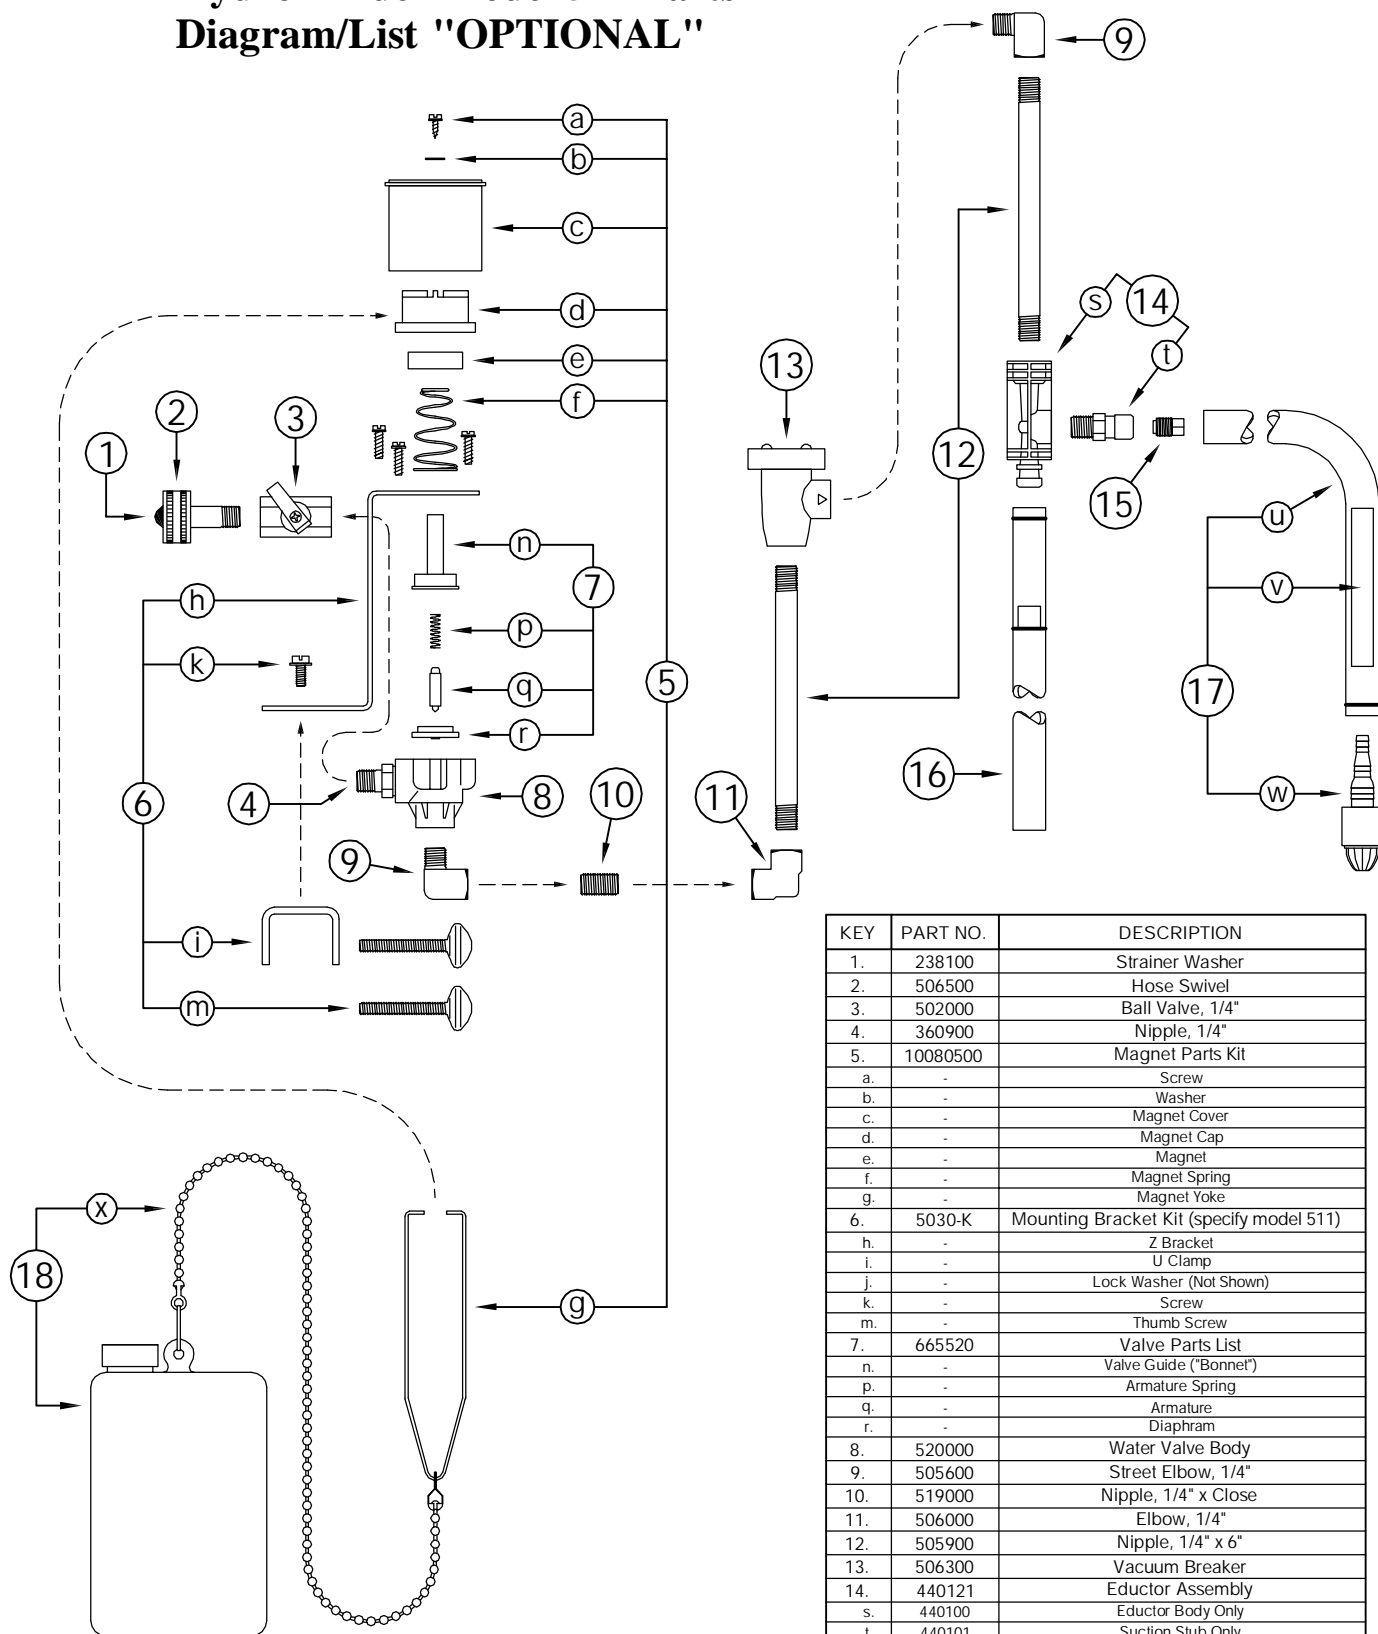 Diagram/List "OPTIONAL"
a
b
c
d
e
f
1
2
3
n
7
p
q
r
h
k
6
4
8
9
10
11
i
m
5
g
13
12
9
s
14
t
15
u
v
17
w
16
x
18
KEY PART NO. DESCRIPTION
1. 238100 Strainer Washer
2. 506500 Hose Swivel
3. 502000 Ball Valve, 1/4"
4. 360900 Nipple, 1/4"
5. 10080500 Magnet Parts Kit
a. - Screw
b. - Washer
c. - Magnet Cover
d. - Magnet Cap
e. - Magnet
f. - Magnet Spring
g. - Magnet Yoke
6. 5030-K Mounting Bracket Kit (specify model 511)
h. - Z Bracket
i. - U Clamp
j. - Lock Washer (Not Shown)
k. - Screw
m. - Thumb Screw
7. 665520 Valve Parts List
n. - Valve Guide ("Bonnet")
p. - Armature Spring
q. - Armature
r. - Diaphram
8. 520000 Water Valve Body
9. 505600 Street Elbow, 1/4"
10. 519000 Nipple, 1/4" x Close
11. 506000 Elbow, 1/4"
12. 505900 Nipple, 1/4" x 6"
13. 506300 Vacuum Breaker
14. 440121 Eductor Assembly
s. 440100 Eductor Body Only
t. 440101 Suction Stub Only